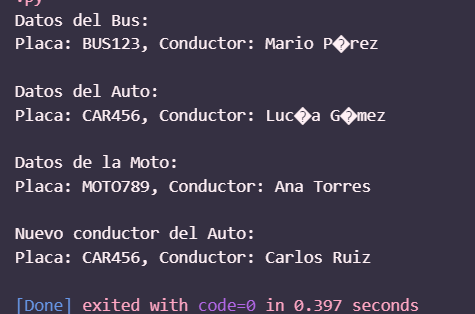 .py
Datos del Bus:
Placa: BUS123, Conductor: Mario P�rez
Datos del Auto:
Placa: CAR456, Conductor: Luc�a G�mez
Datos de la Moto:
Placa: MOTO789, Conductor: Ana Torres
Nuevo conductor del Auto:
Placa: CAR456, Conductor: Carlos Ruiz
[Done] exited with code=0 in 0.397 seconds